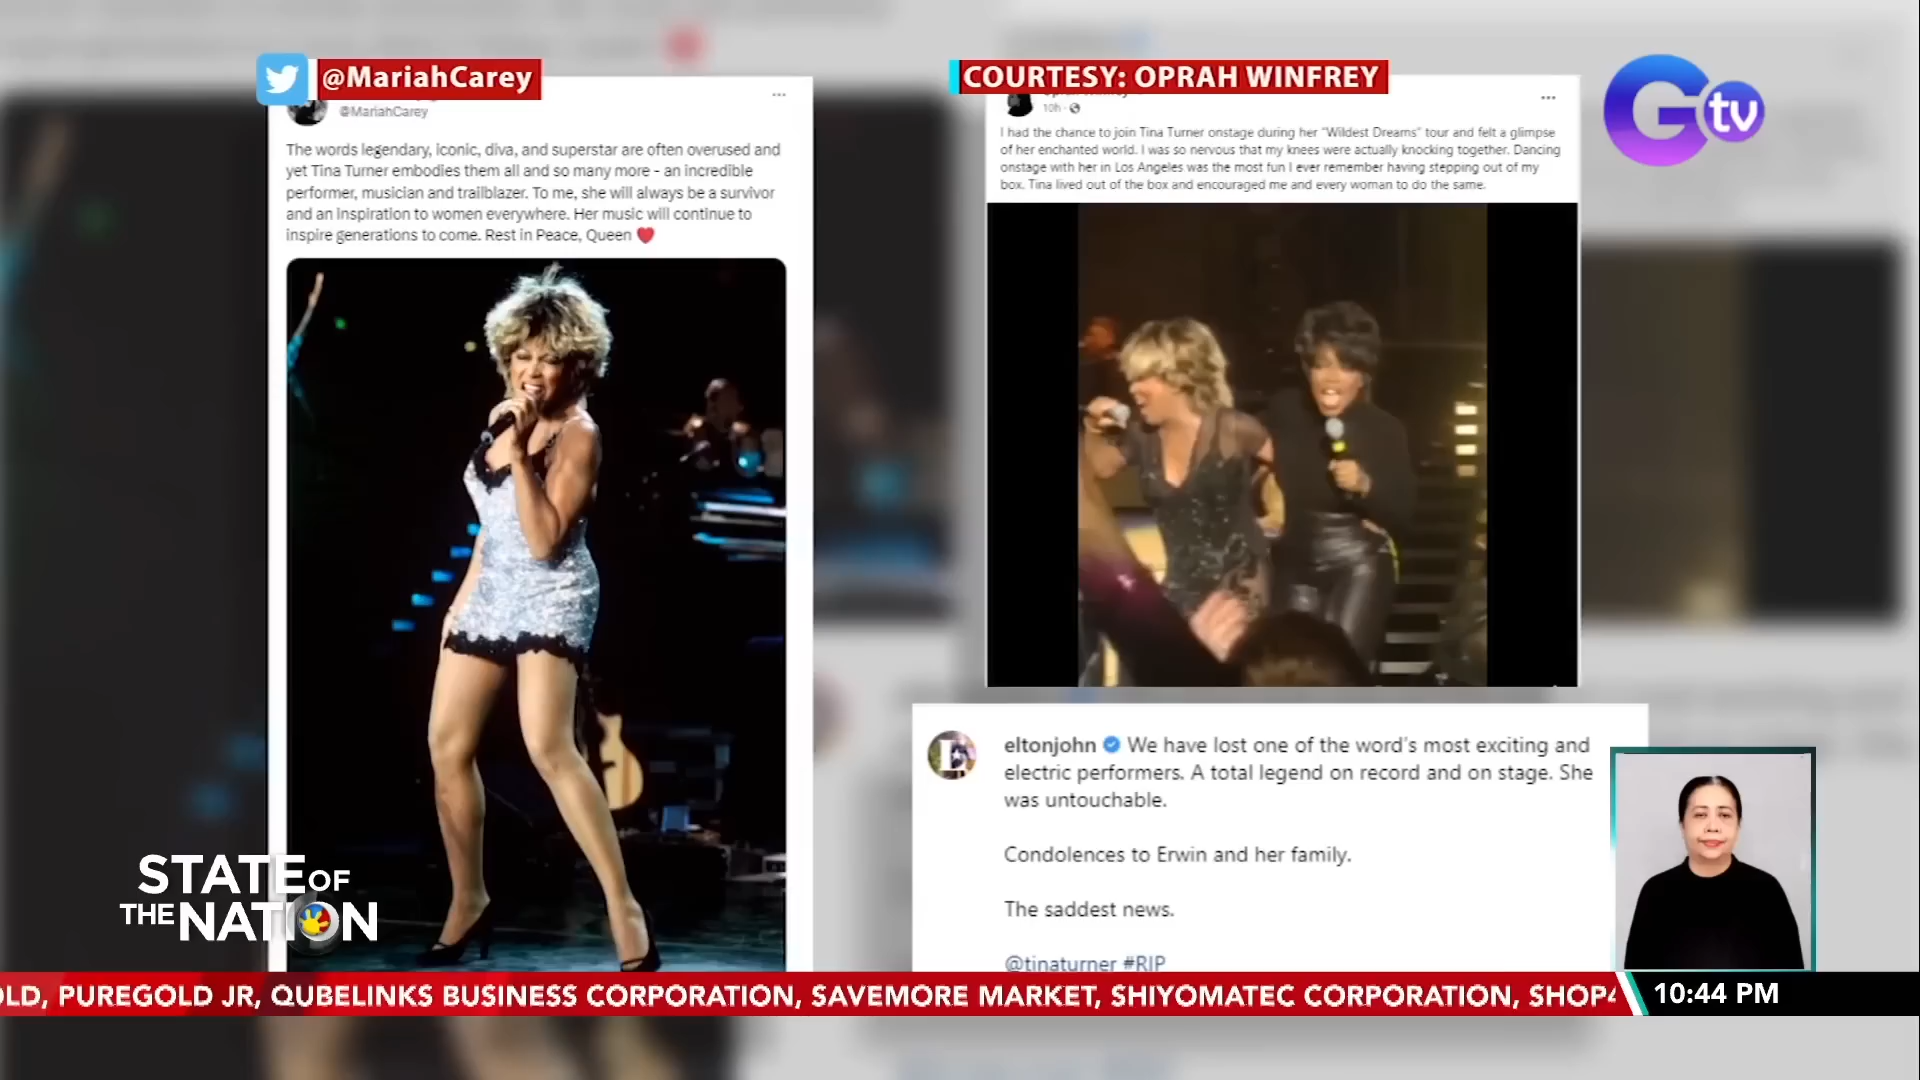 @MariahCarey
@MariahCarey
The words legendary, iconic, diva, and superstar are often overused and
yet Tina Turner embodies them all and so many more - an incredible
performer, musician and trailblazer. To me, she will always be a survivor
and an inspiration to women everywhere. Her music will continue to
inspire generations to come. Rest in Peace, Queen ❤️
COURTESY: OPRAH WINFREY
10h
I had the chance to join Tina Turner onstage during her "Wildest Dreams" tour and felt a glimpse
of her enchanted world. I was so nervous that my knees were actually knocking together. Dancing
onstage with her in Los Angeles was the most fun I ever remember having stepping out of my
box. Tina lived out of the box and encouraged me and every woman to do the same.
Gtv
eltonjohn We have lost one of the word's most exciting and
electric performers. A total legend on record and on stage. She
was untouchable.
Condolences to Erwin and her family.
The saddest news.
@tinaturner #RIP
STATE OF
THE NATION
OLD, PUREGOLD JR, QUBELINKS BUSINESS CORPORATION, SAVEMORE MARKET, SHIYOMATEC CORPORATION, SHOP
10:44 PM